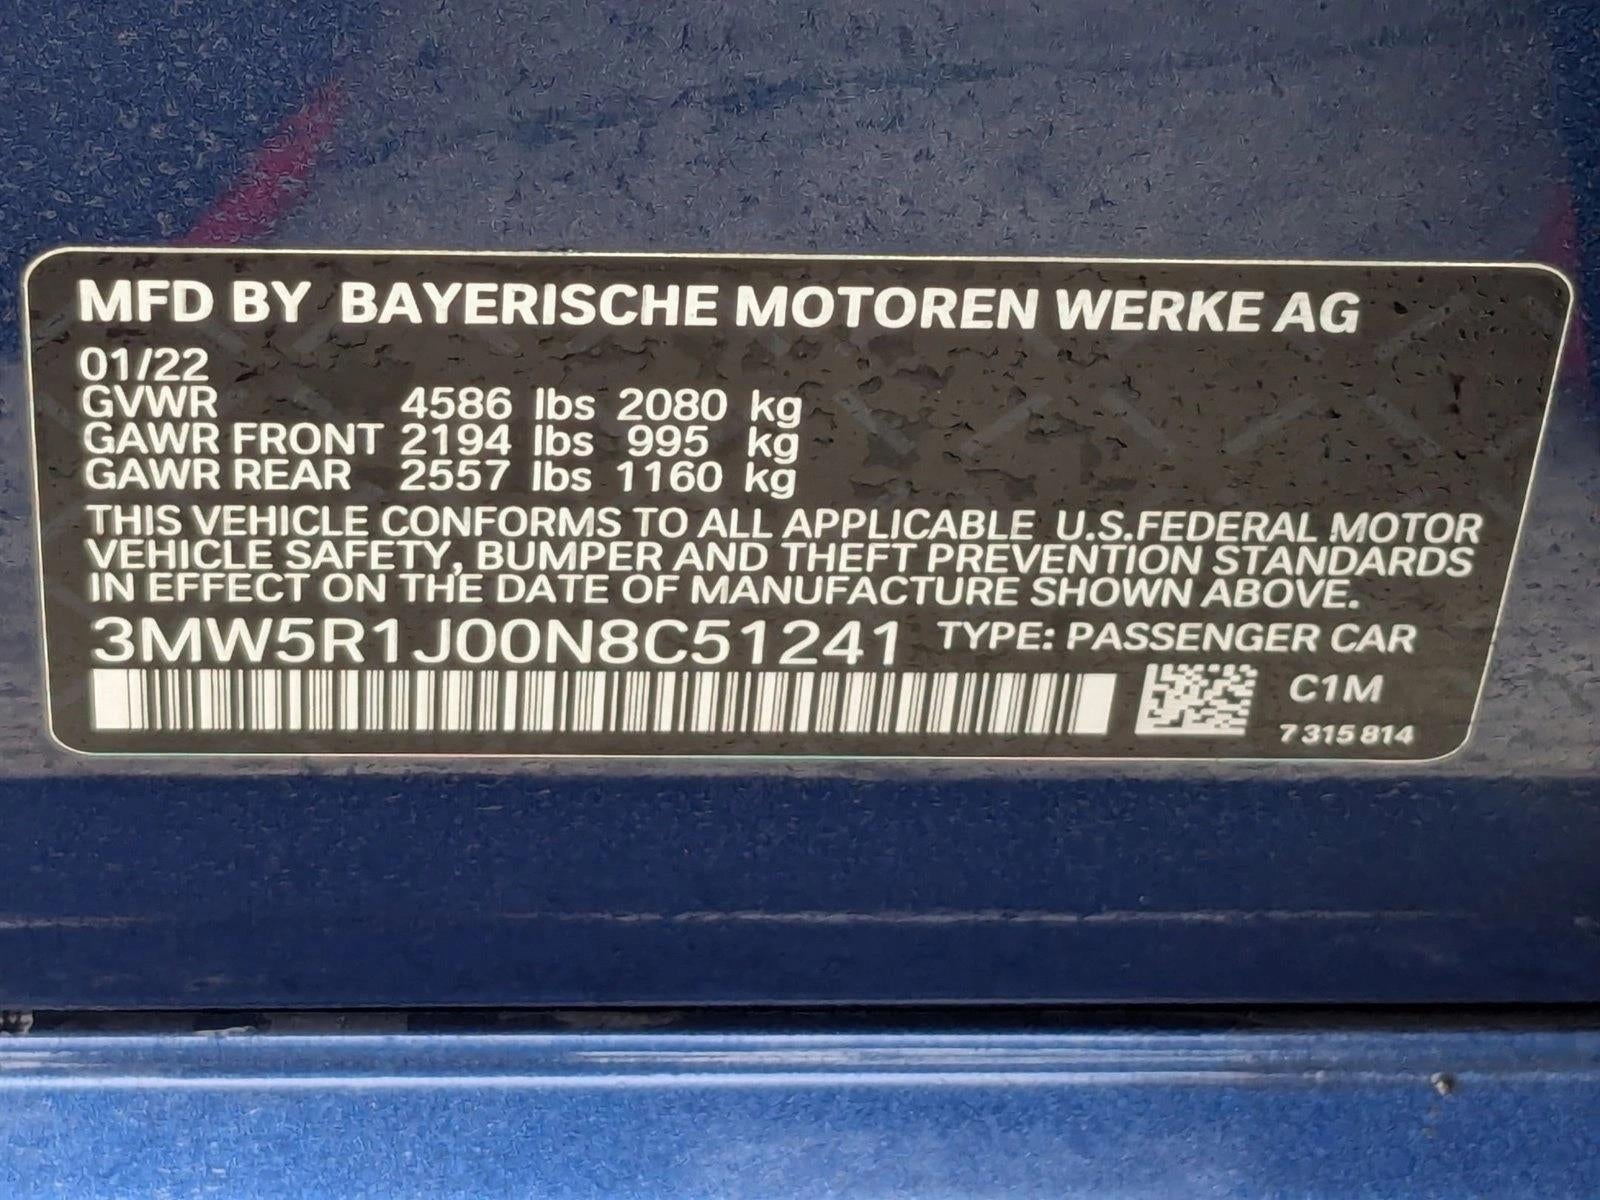 MFD BY BAYERISCHE MOTOREN WERKE AG
01/22
GVWR 4586 lbs 2080 kg
GAWR FRONT 2194 lbs 995 kg
GAWR REAR 2557 lbs 1160 kg
THIS VEHICLE CONFORMS TO ALL APPLICABLE U.S.FEDERAL MOTOR
VEHICLE SAFETY, BUMPER AND THEFT PREVENTION STANDARDS
IN EFFECT ON THE DATE OF MANUFACTURE SHOWN ABOVE.
3MW5R1J00N8C51241 TYPE: PASSENGER CAR
C1M
7 315 814